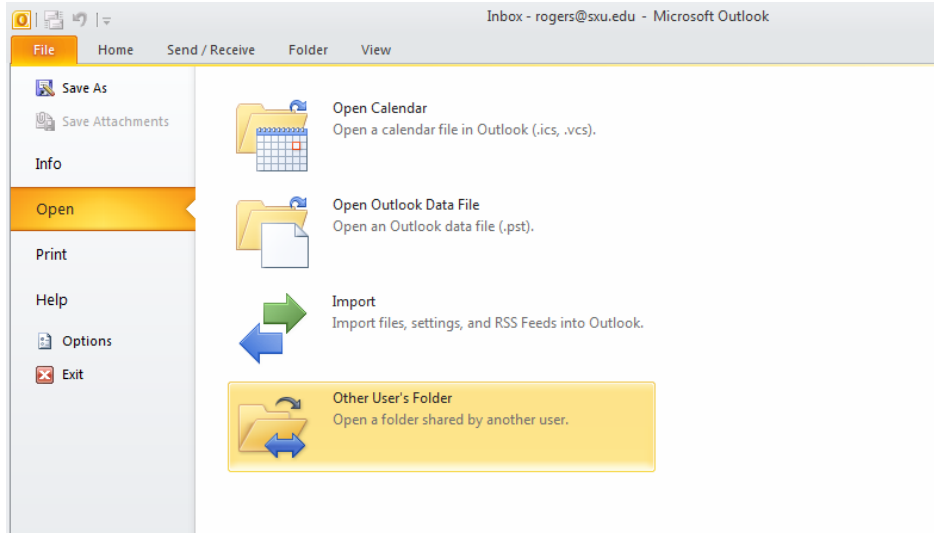 Inbox - rogers@sxu.edu - Microsoft Outlook
File Home Send / Receive Folder View
Save As
Save Attachments
Info
Open
Print
Help
Options
Exit
Open Calendar
Open a calendar file in Outlook (.ics, .vcs).
Open Outlook Data File
Open an Outlook data file (.pst).
Import
Import files, settings, and RSS Feeds into Outlook.
Other User's Folder
Open a folder shared by another user.